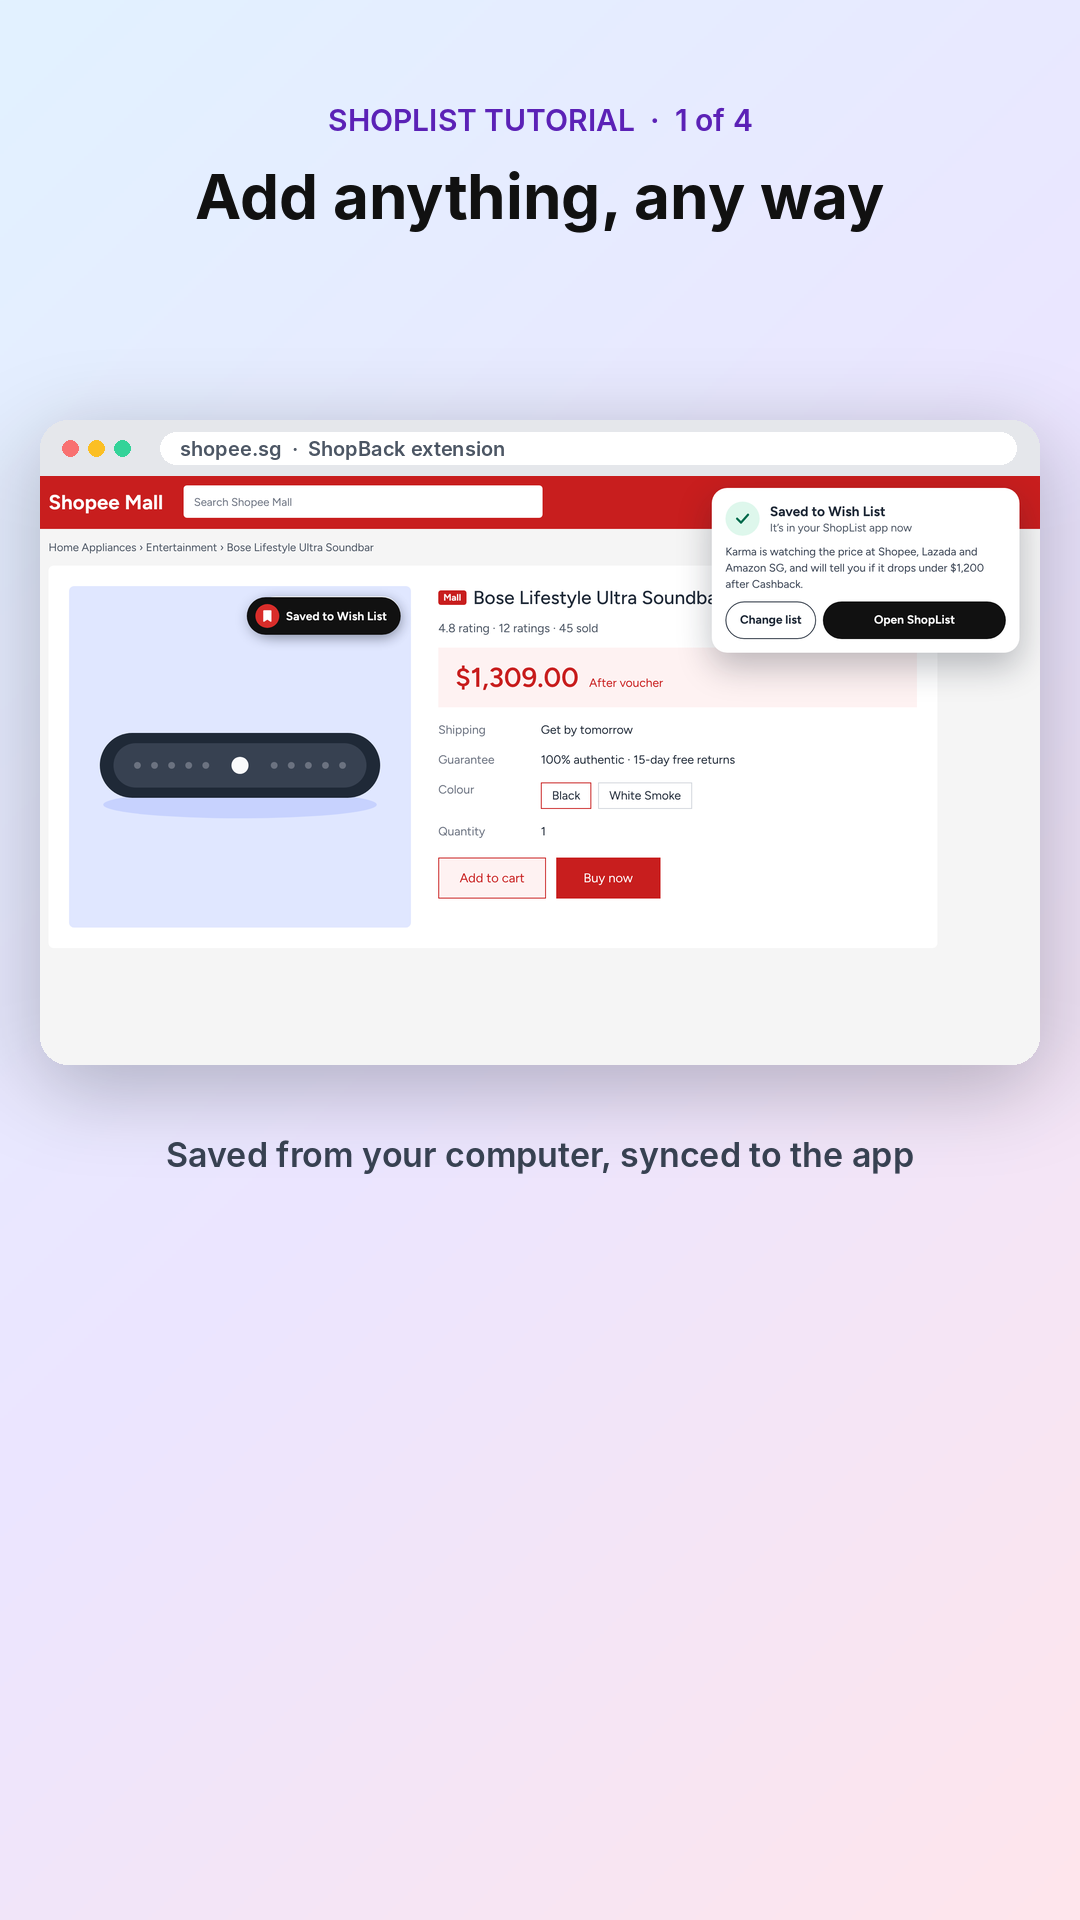 SHOPLIST TUTORIAL · 1 of 4
Add anything, any way
shopee.sg · ShopBack extension
Shopee Mall
Search Shopee Mall
Home Appliances › Entertainment › Bose Lifestyle Ultra Soundbar
Saved to Wish List
It's in your ShopList app now
Karma is watching the price at Shopee, Lazada and
Amazon SG, and will tell you if it drops under $1,200
after Cashback.
Change list
Open ShopList
Saved to Wish List
Mall Bose Lifestyle Ultra Soundba
4.8 rating · 12 ratings · 45 sold
$1,309.00 After voucher
Shipping Get by tomorrow
Guarantee 100% authentic · 15-day free returns
Colour Black White Smoke
Quantity 1
Add to cart Buy now
Saved from your computer, synced to the app